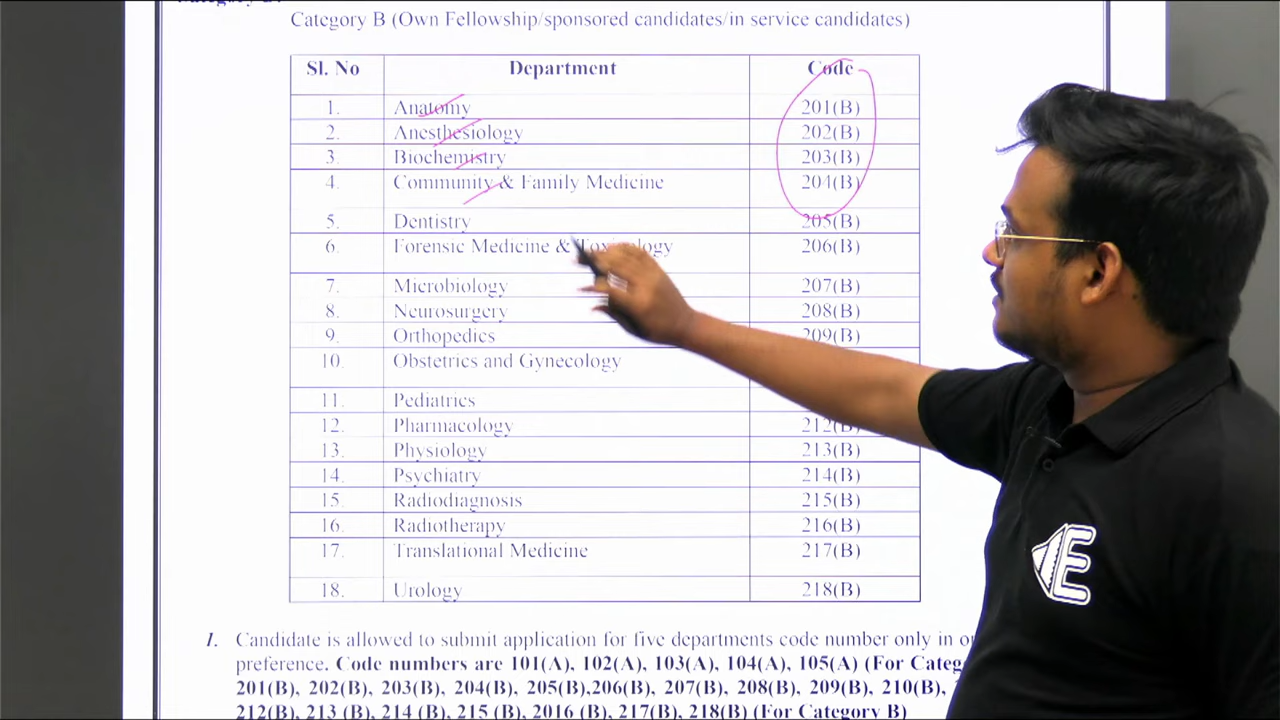 Category B (Own Fellowship/sponsored candidates/in service candidates)
Sl. No Department Code
1. Anatomy 201(B)
2. Anesthesiology 202(B)
3. Biochemistry 203(B)
4. Community & Family Medicine 204(B)
5. Dentistry 205(B)
6. Forensic Medicine & Toxicology 206(B)
7. Microbiology 207(B)
8. Neurosurgery 208(B)
9. Orthopedics 209(B)
10. Obstetrics and Gynecology
11. Pediatrics
12. Pharmacology 212(B)
13. Physiology 213(B)
14. Psychiatry 214(B)
15. Radiodiagnosis 215(B)
16. Radiotherapy 216(B)
17. Translational Medicine 217(B)
18. Urology 218(B)
1. Candidate is allowed to submit application for five departments code number only in
preference. Code numbers are 101(A), 102(A), 103(A), 104(A), 105(A) (For
201(B), 202(B), 203(B), 204(B), 205(B),206(B), 207(B), 208(B), 209(B), 210(B),
212(B), 213 (B), 214 (B), 215 (B), 2016 (B), 217(B), 218(B) (For Category B)
E